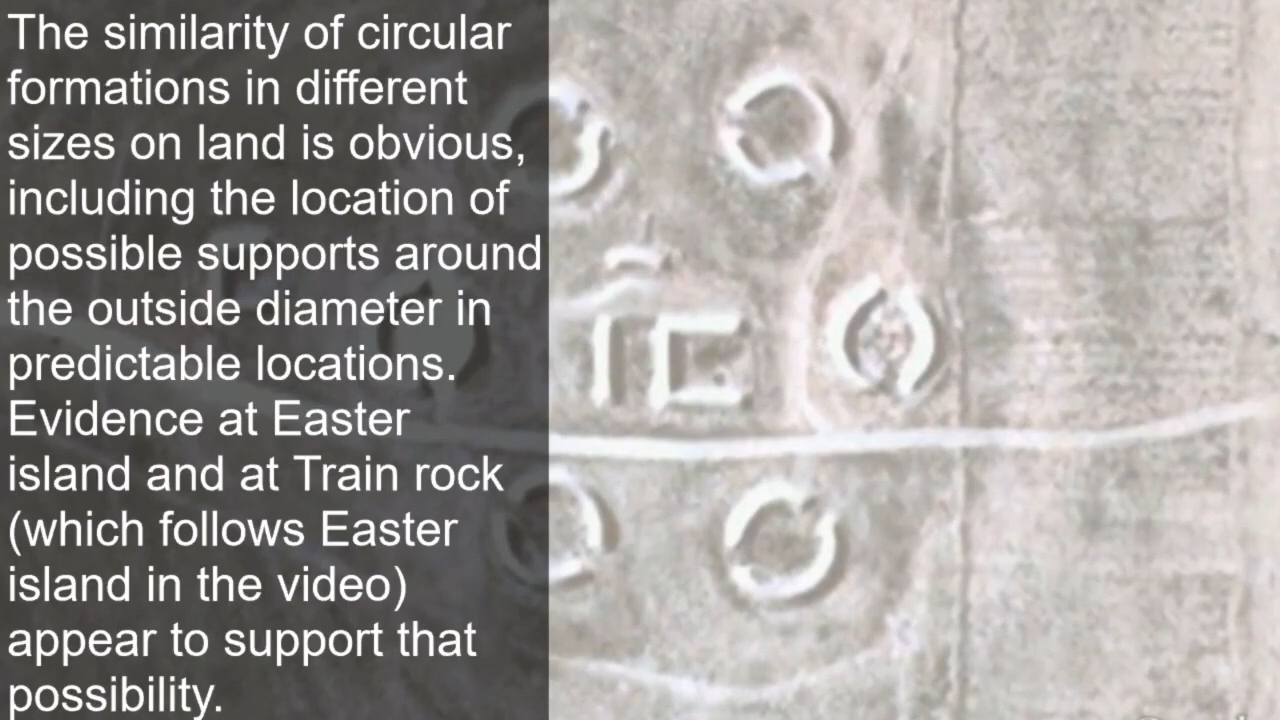 The similarity of circular
formations in different
sizes on land is obvious,
including the location of
possible supports around
the outside diameter in
predictable locations.
Evidence at Easter
island and at Train rock
(which follows Easter
island in the video)
appear to support that
possibility.